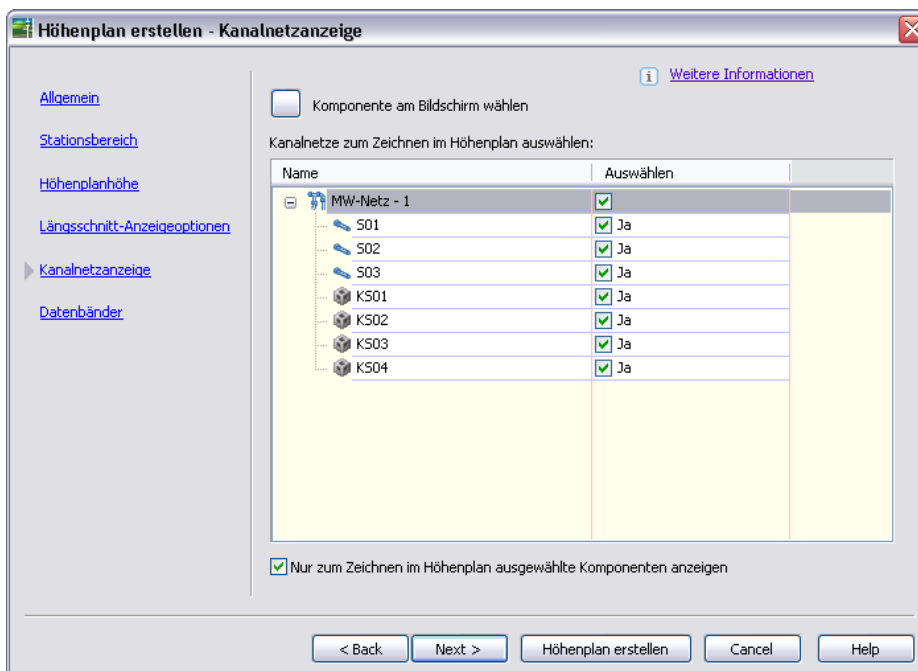 Höhenplan erstellen - Kanalnetzanzeige
Weitere Informationen
Allgemein
Stationsbereich
Höhenplanhöhe
Längsschnitt-Anzeigeoptionen
Kanalnetzanzeige
Datenbänder
Komponente am Bildschirm wählen
Kanalnetze zum Zeichnen im Höhenplan auswählen:
Name Auswählen
MW-Netz - 1
S01 Ja
S02 Ja
S03 Ja
KS01 Ja
KS02 Ja
KS03 Ja
KS04 Ja
Nur zum Zeichnen im Höhenplan ausgewählte Komponenten anzeigen
< Back Next > Höhenplan erstellen Cancel Help